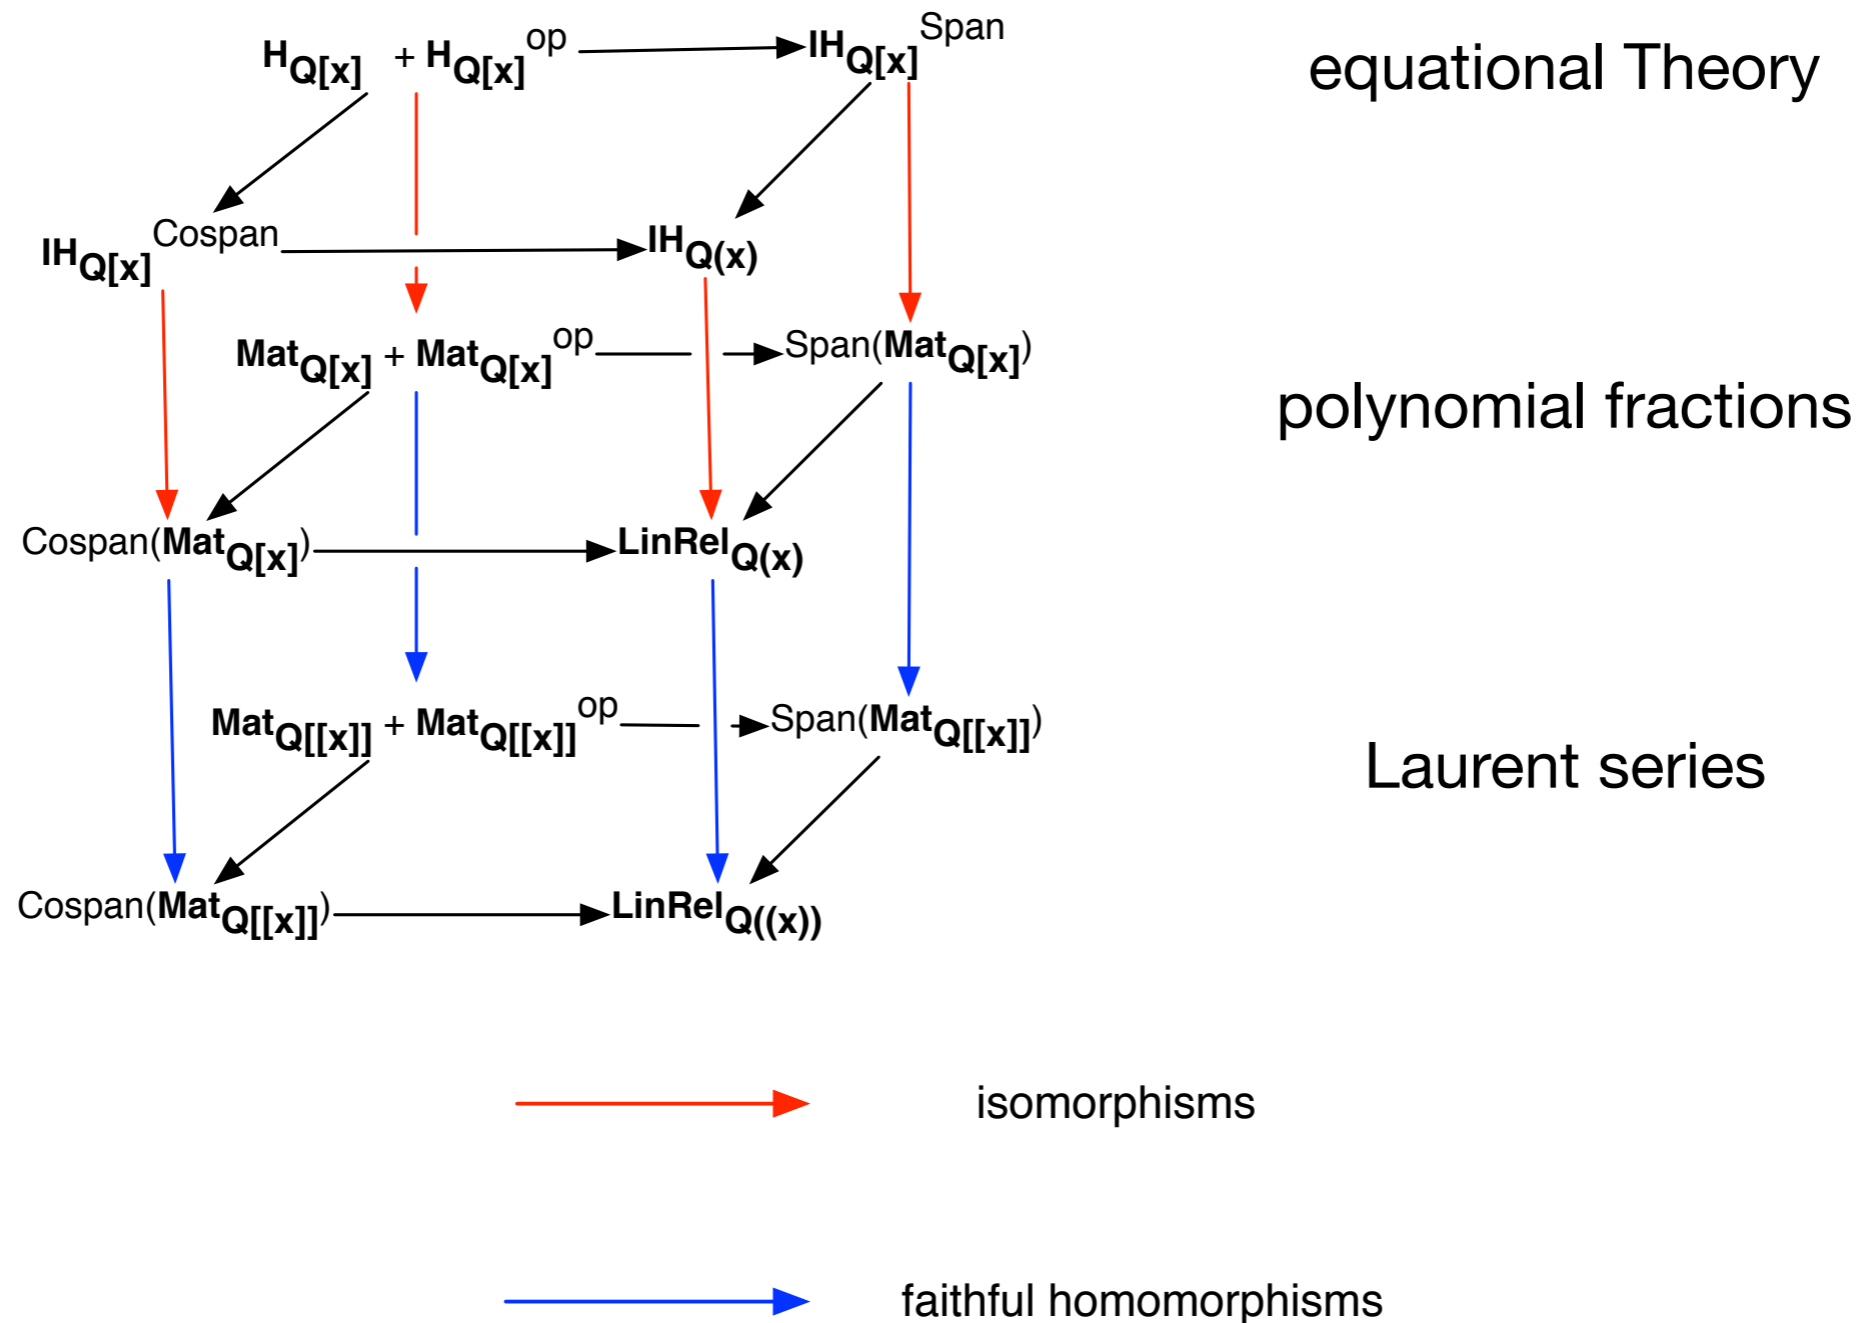 H_Q[x] + H_Q[x]^op IH_Q[x]^Span equational Theory
IH_Q[x]^Cospan IH_Q(x)
Mat_Q[x] + Mat_Q[x]^op Span(Mat_Q[x]) polynomial fractions
Cospan(Mat_Q[x]) LinRel_Q(x)
Mat_Q[[x]] + Mat_Q[[x]]^op Span(Mat_Q[[x]]) Laurent series
Cospan(Mat_Q[[x]]) LinRel_Q((x))
isomorphisms
faithful homomorphisms